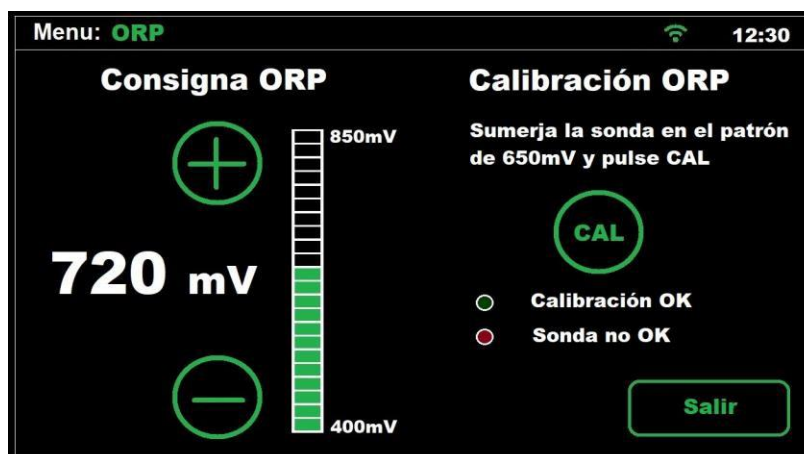 Menu: ORP
12:30
Consigna ORP
850mV
720 mV
400mV
Calibración ORP
Sumerja la sonda en el patrón
de 650mV y pulse CAL
CAL
Calibración OK
Sonda no OK
Salir